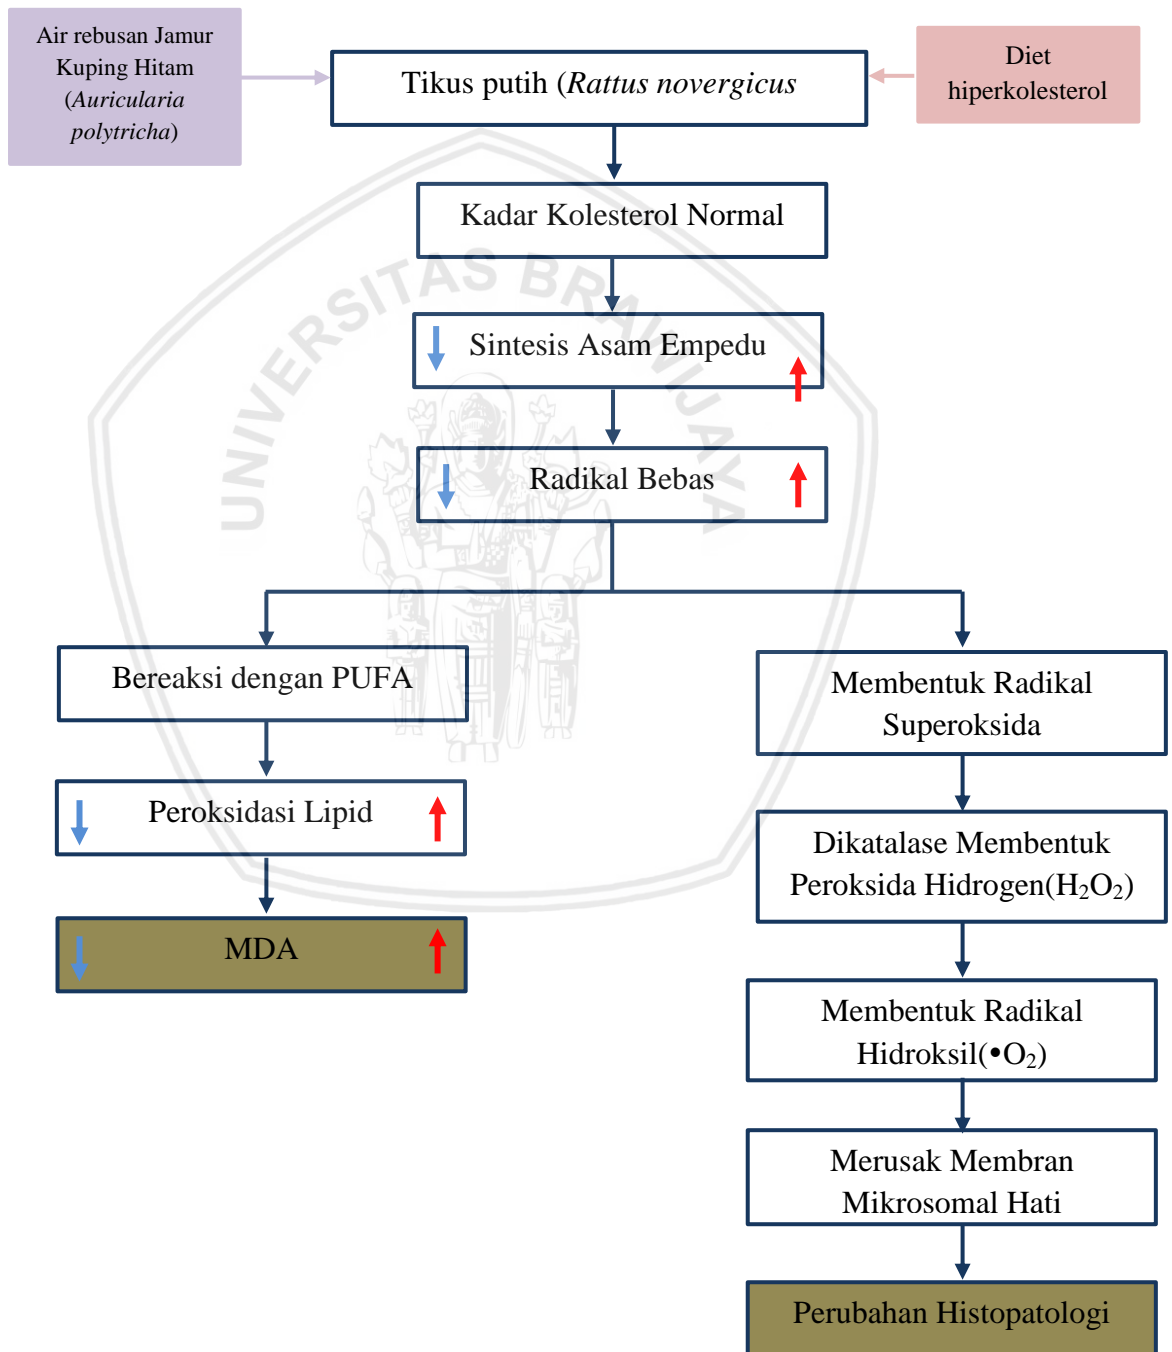 Air rebusan Jamur
Kuping Hitam
(Auricularia
polytricha)
Tikus putih (Rattus novergicus
Diet
hiperkolesterol
Kadar Kolesterol Normal
UNIVERSITAS BRAWIJAYA
Sintesis Asam Empedu
Radikal Bebas
Bereaksi dengan PUFA
Peroksidasi Lipid
MDA
Membentuk Radikal
Superoksida
Dikatalase Membentuk
Peroksida Hidrogen(H₂O₂)
Membentuk Radikal
Hidroksil(•O₂)
Merusak Membran
Mikrosomal Hati
Perubahan Histopatologi